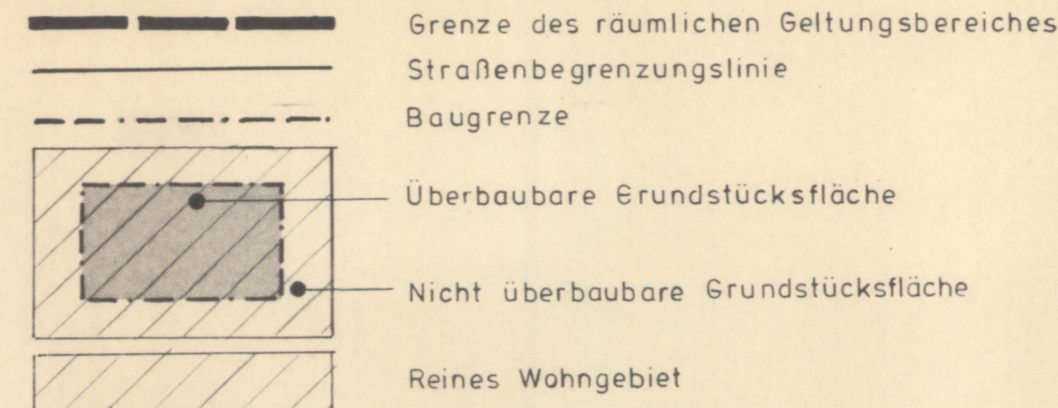 Grenze des räumlichen Geltungsbereiches
Straßenbegrenzungslinie
Baugrenze
Überbaubare Grundstücksfläche
Nicht überbaubare Grundstücksfläche
Reines Wohngebiet